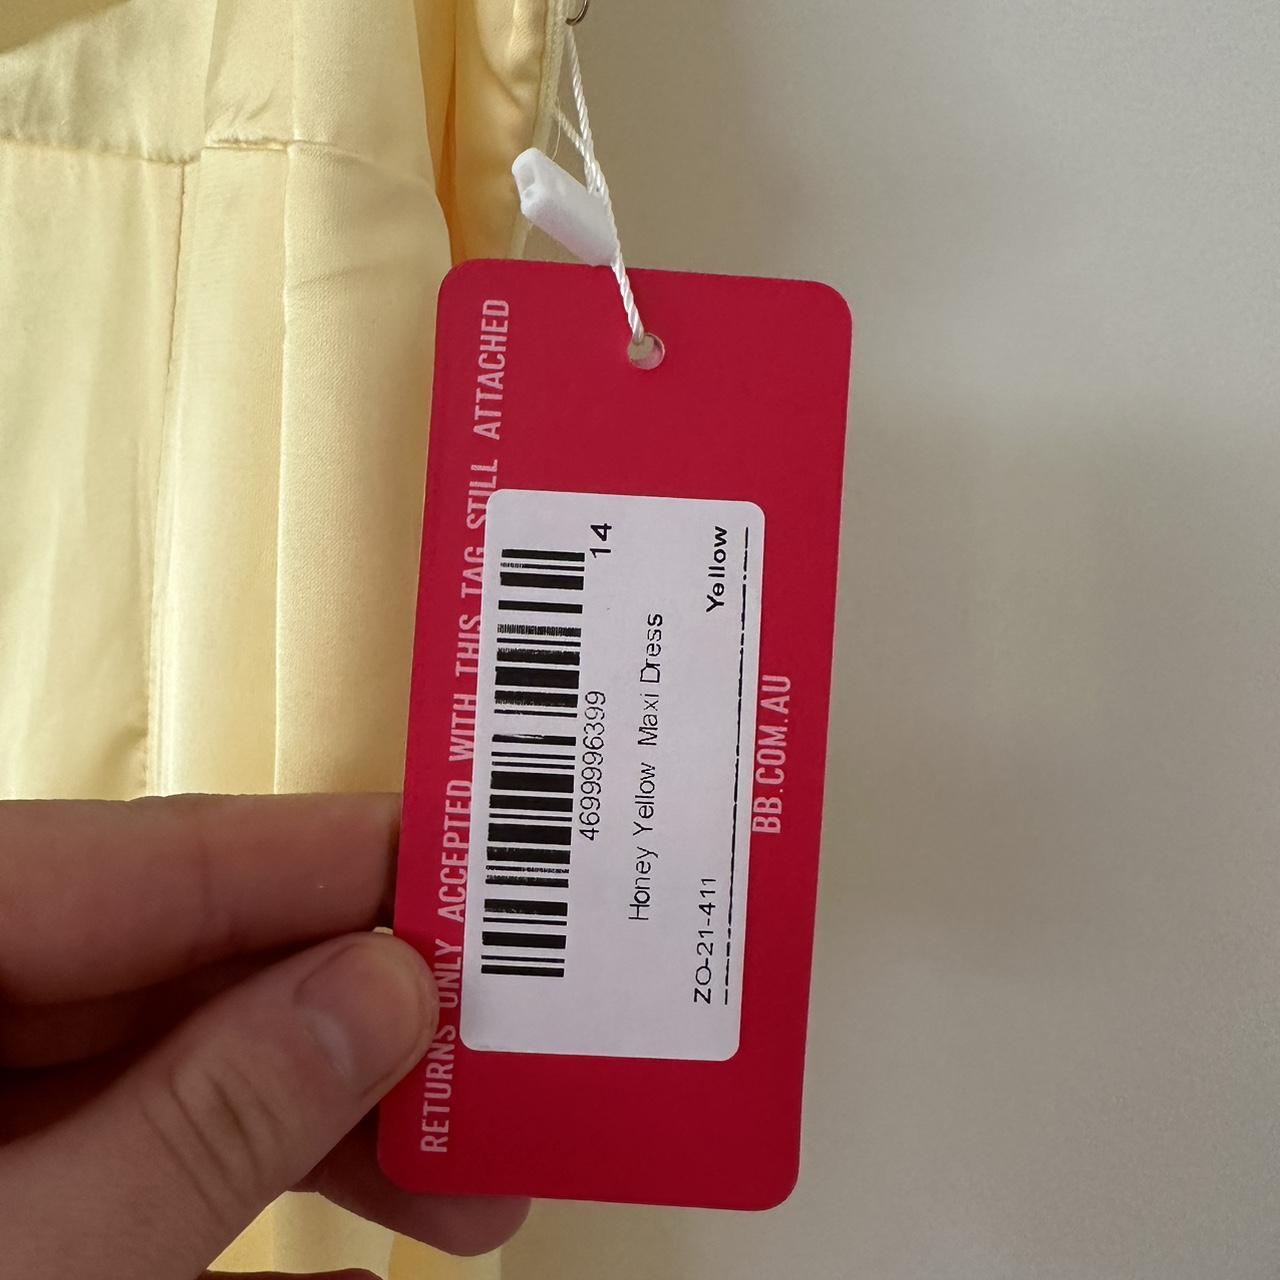 RETURNS ONLY ACCEPTED WITH THIS TAG STILL ATTACHED
14
4699996399
Honey Yellow Maxi Dress
ZO-21-411 Yellow
BB.COM.AU